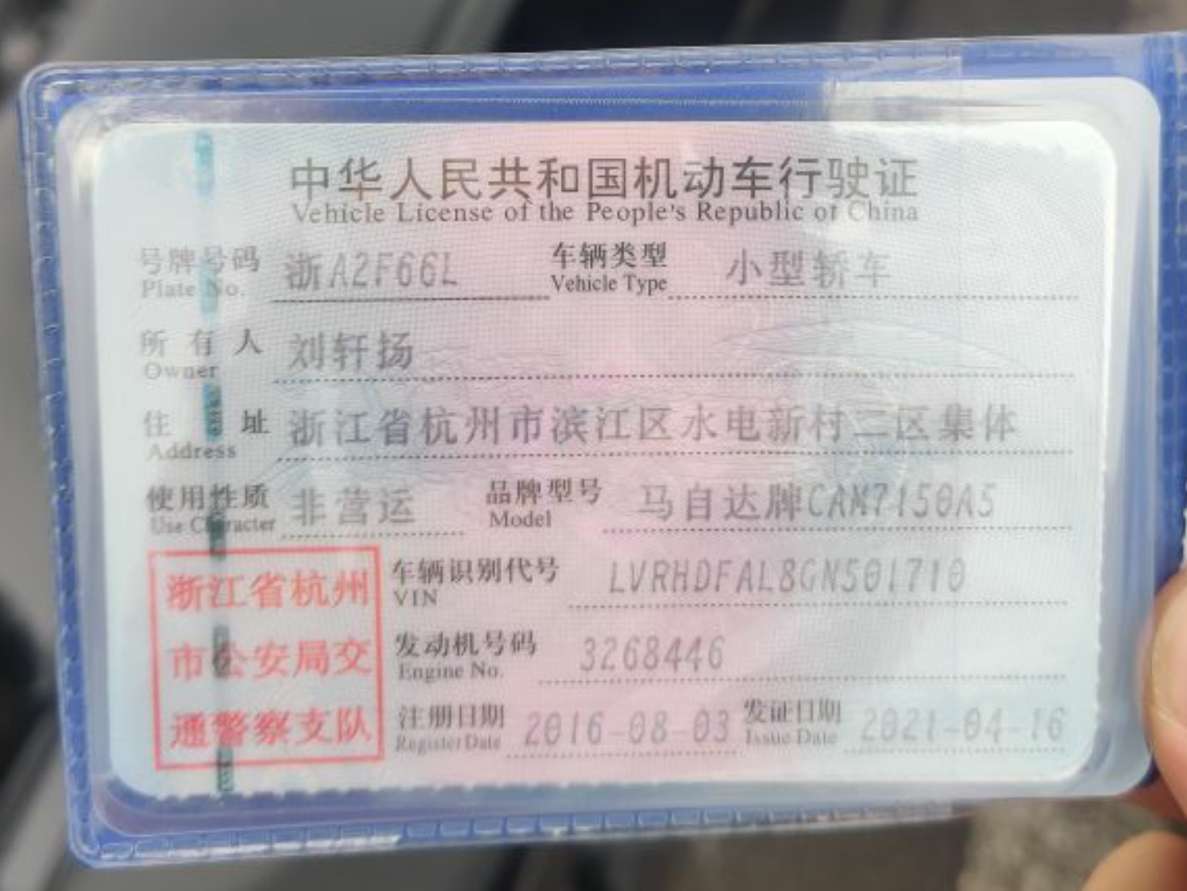 中华人民共和国机动车行驶证
Vehicle License of the People's Republic of China
号牌号码 浙A2F66L 车辆类型 小型轿车
Plate No. Vehicle Type
所有人 刘轩扬
Owner
住址 浙江省杭州市滨江区水电新村二区集体
Address
使用性质 非营运 品牌型号 马自达牌CAM7150A5
Use Character Model
浙江省杭州 车辆识别代号 LVRHDFAL8GN501710
VIN
市公安局交 发动机号码 3268446
Engine No.
通警察支队 注册日期 2016-08-03 发证日期 2021-04-16
Register Date Issue Date